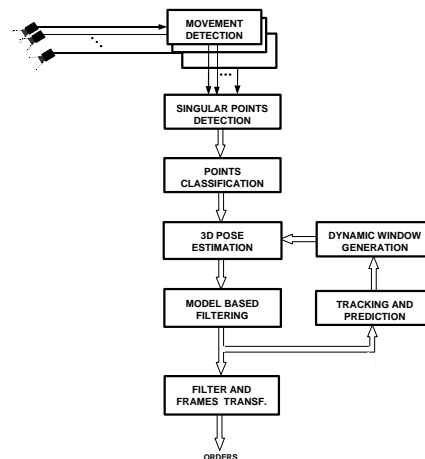 MOVEMENT
DETECTION
SINGULAR POINTS
DETECTION
POINTS
CLASSIFICATION
3D POSE
ESTIMATION
DYNAMIC WINDOW
GENERATION
MODEL BASED
FILTERING
TRACKING AND
PREDICTION
FILTER AND
FRAMES TRANSF.
ORDERS